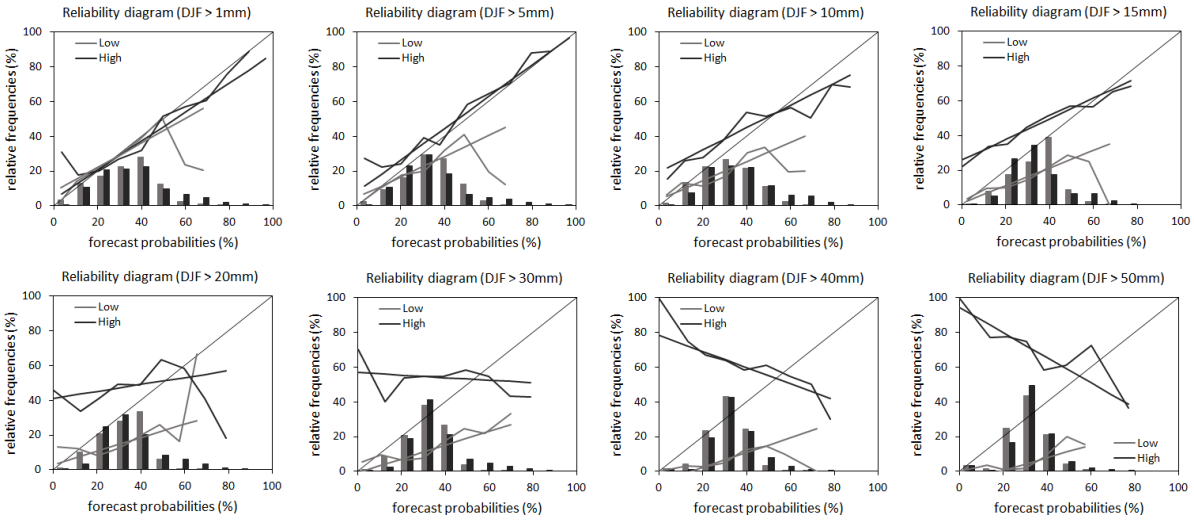 Reliability diagram (DJF > 1mm)
relative frequencies (%)
100
80
60
40
20
0
Low
High
0 20 40 60 80 100
forecast probabilities (%)
Reliability diagram (DJF > 5mm)
relative frequencies (%)
100
80
60
40
20
0
Low
High
0 20 40 60 80 100
forecast probabilities (%)
Reliability diagram (DJF > 10mm)
relative frequencies (%)
100
80
60
40
20
0
Low
High
0 20 40 60 80 100
forecast probabilities (%)
Reliability diagram (DJF > 15mm)
relative frequencies (%)
100
80
60
40
20
0
Low
High
0 20 40 60 80 100
forecast probabilities (%)
Reliability diagram (DJF > 20mm)
relative frequencies (%)
100
80
60
40
20
0
Low
High
0 20 40 60 80 100
forecast probabilities (%)
Reliability diagram (DJF > 30mm)
relative frequencies (%)
100
80
60
40
20
0
Low
High
0 20 40 60 80 100
forecast probabilities (%)
Reliability diagram (DJF > 40mm)
relative frequencies (%)
100
80
60
40
20
0
Low
High
0 20 40 60 80 100
forecast probabilities (%)
Reliability diagram (DJF > 50mm)
relative frequencies (%)
100
80
60
40
20
0
Low
High
0 20 40 60 80 100
forecast probabilities (%)